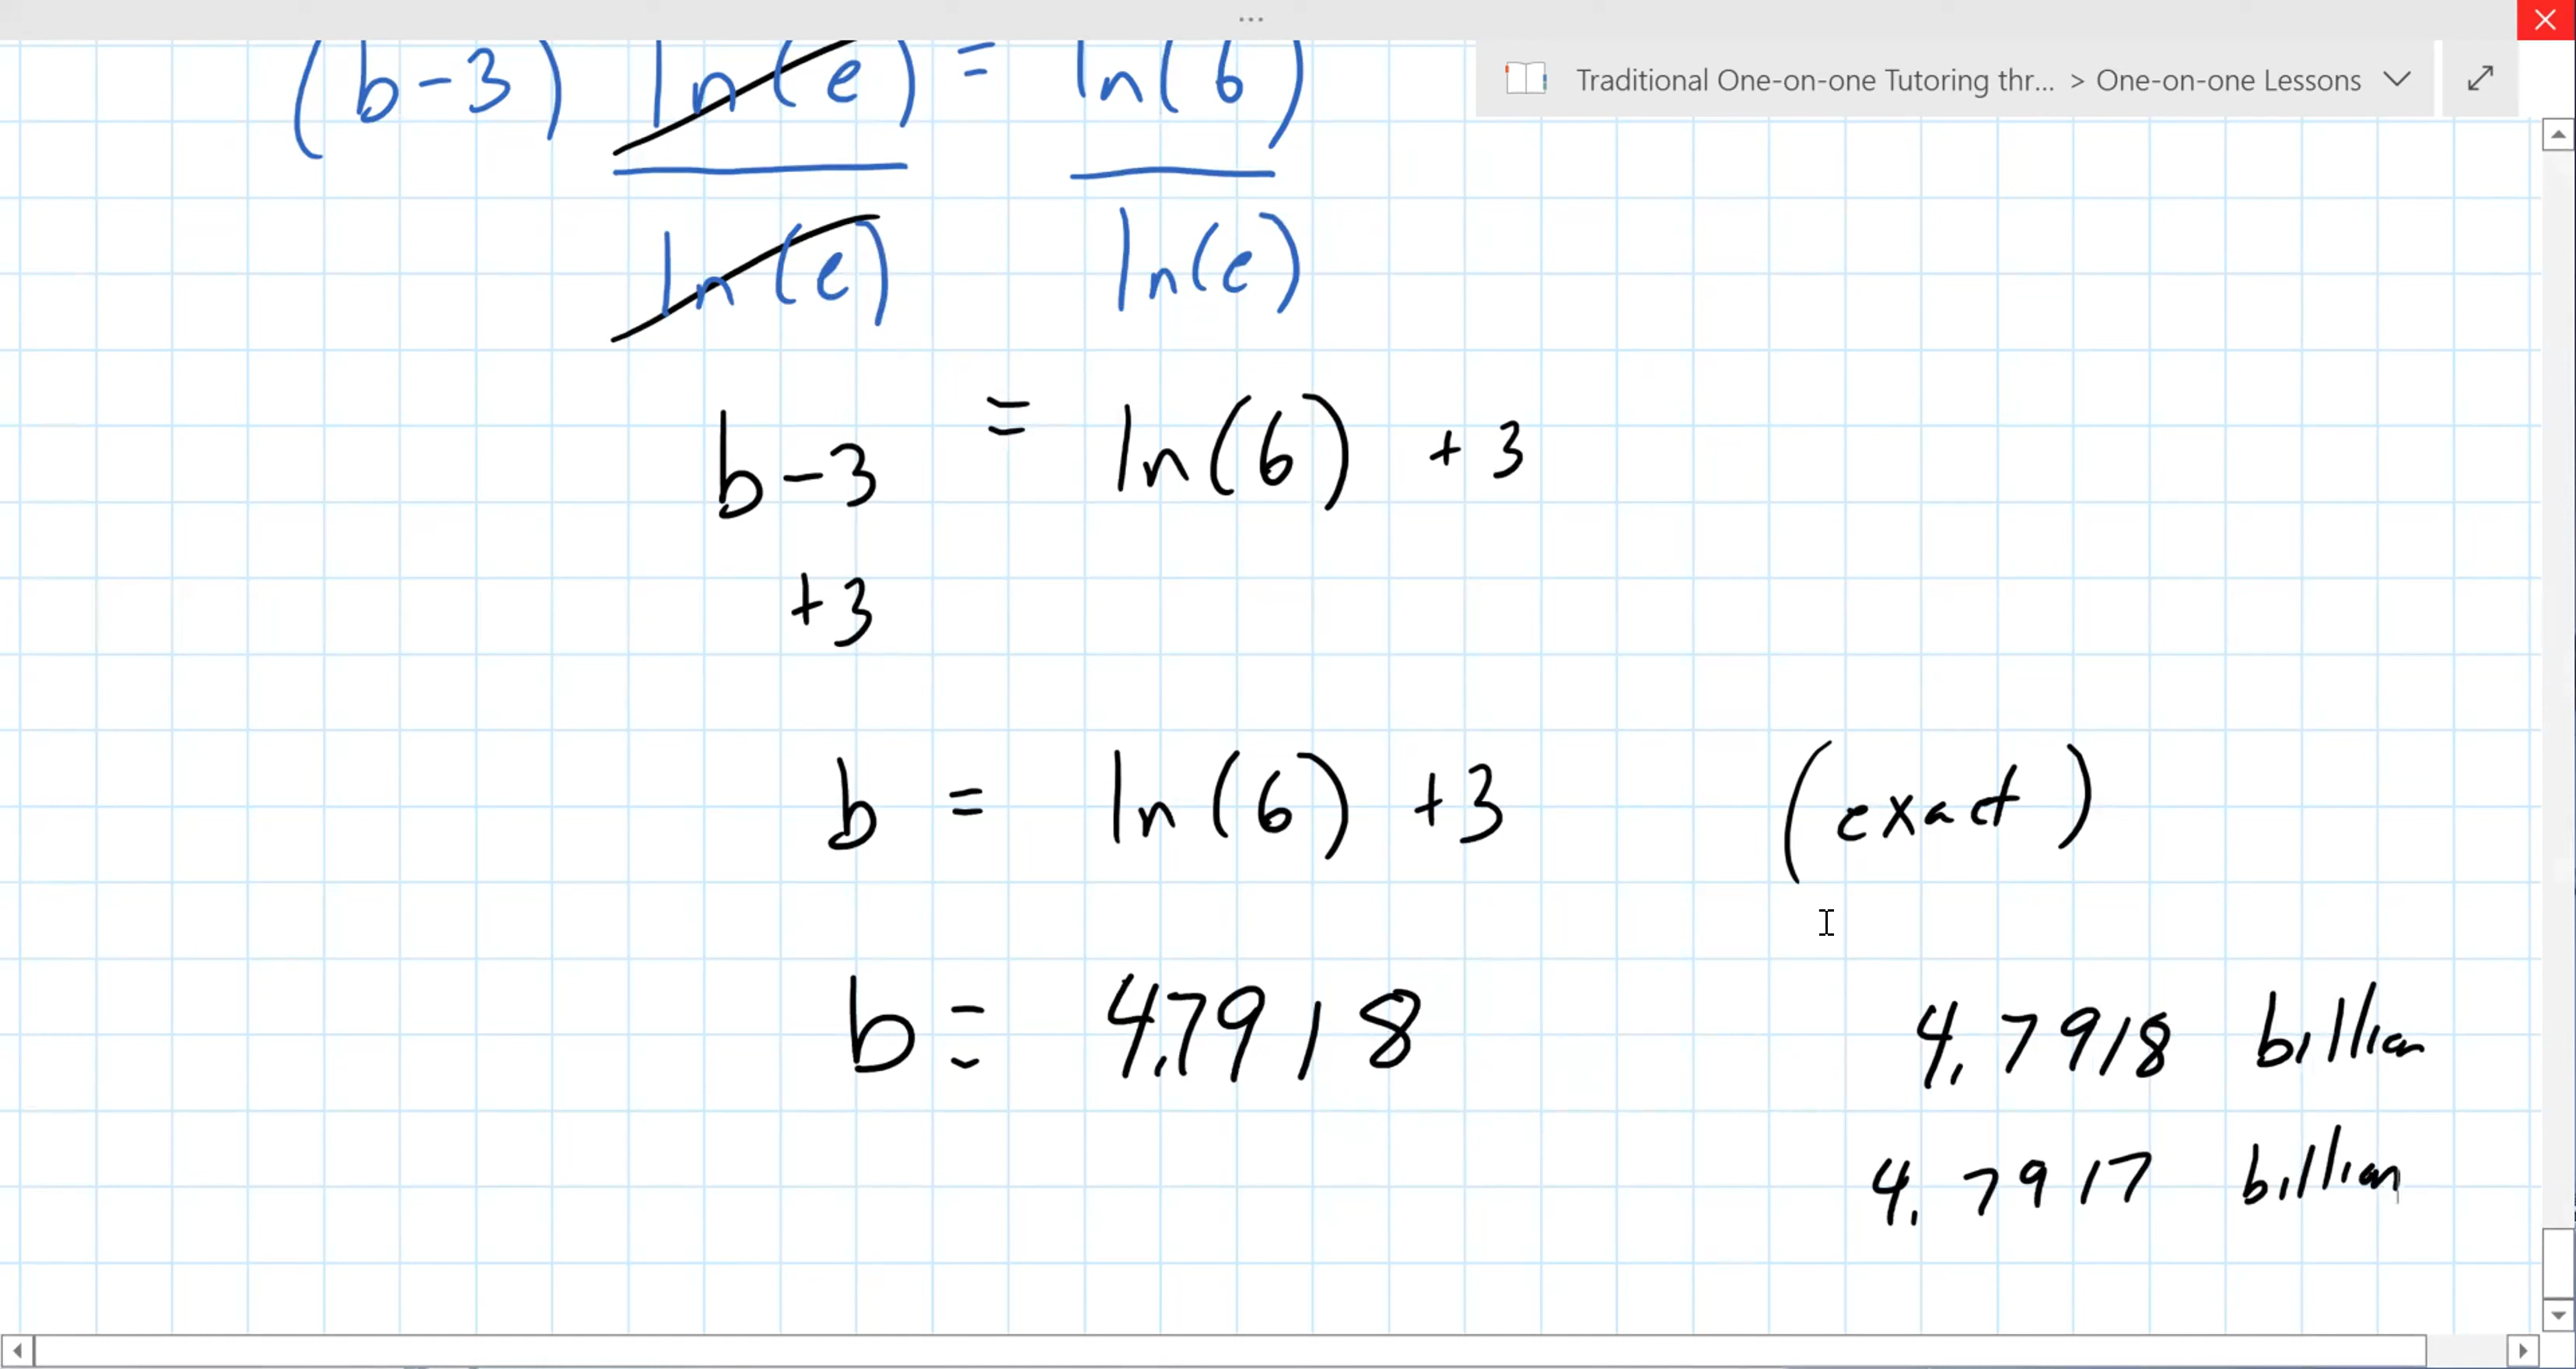 ...
Traditional One-on-one Tutoring thr... > One-on-one Lessons
(b-3) ln(e) = ln(6)
ln(e) ln(e)
b-3 = ln(6) +3
+3
b = ln(6) +3 (exact)
b = 4.7918 4.7918 billion
4.7917 billion